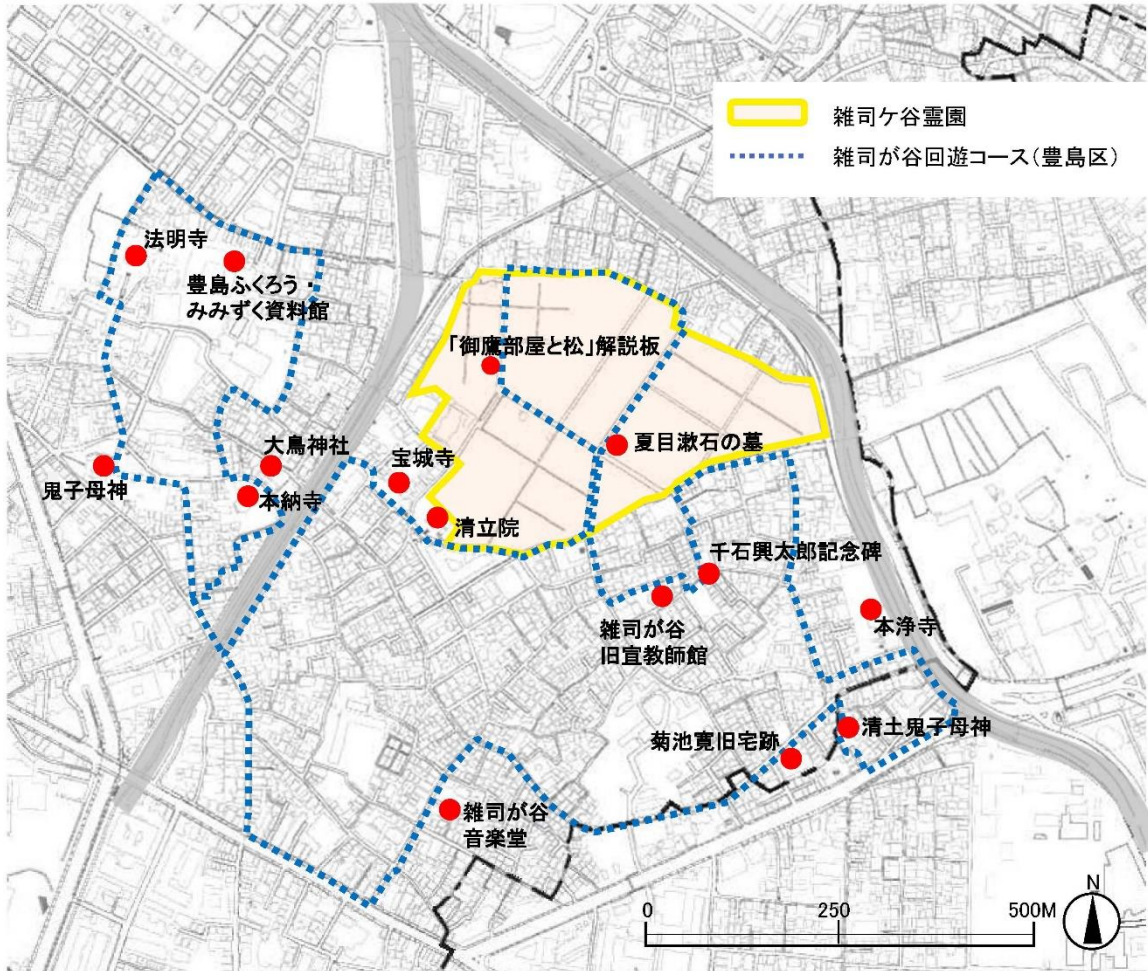 雑司ケ谷霊園
雑司が谷回遊コース(豊島区)
法明寺
豊島ふくろう・
みみずく資料館
「御鷹部屋と松」解説板
大鳥神社
宝城寺
夏目漱石の墓
鬼子母神
本納寺
清立院
千石興太郎記念碑
雑司が谷
旧宣教師館
本浄寺
清土鬼子母神
菊池寛旧宅跡
雑司が谷
音楽堂
0 250 500M
N